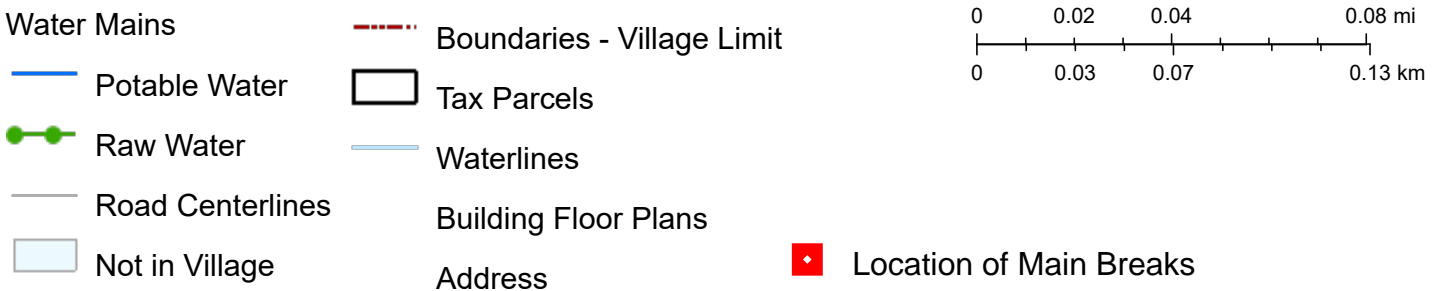 Water Mains
Potable Water
Raw Water
Road Centerlines
Not in Village
Boundaries - Village Limit
Tax Parcels
Waterlines
Building Floor Plans
Address
Location of Main Breaks
0 0.02 0.04 0.08 mi
0 0.03 0.07 0.13 km